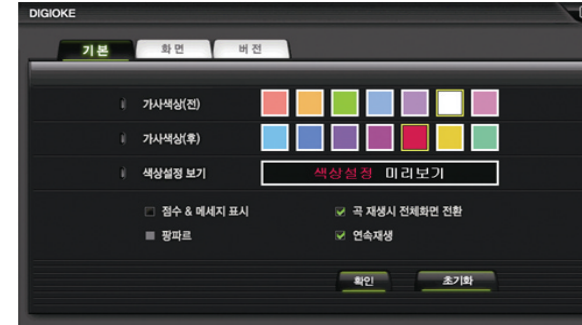 DIGIOKE
기본 화면 버전
가사색상(전)
가사색상(후)
색상설정 보기 색상설정 미리보기
점수 & 메세지 표시 곡 재생시 전체화면 전환
팡파르 연속재생
확인 초기화